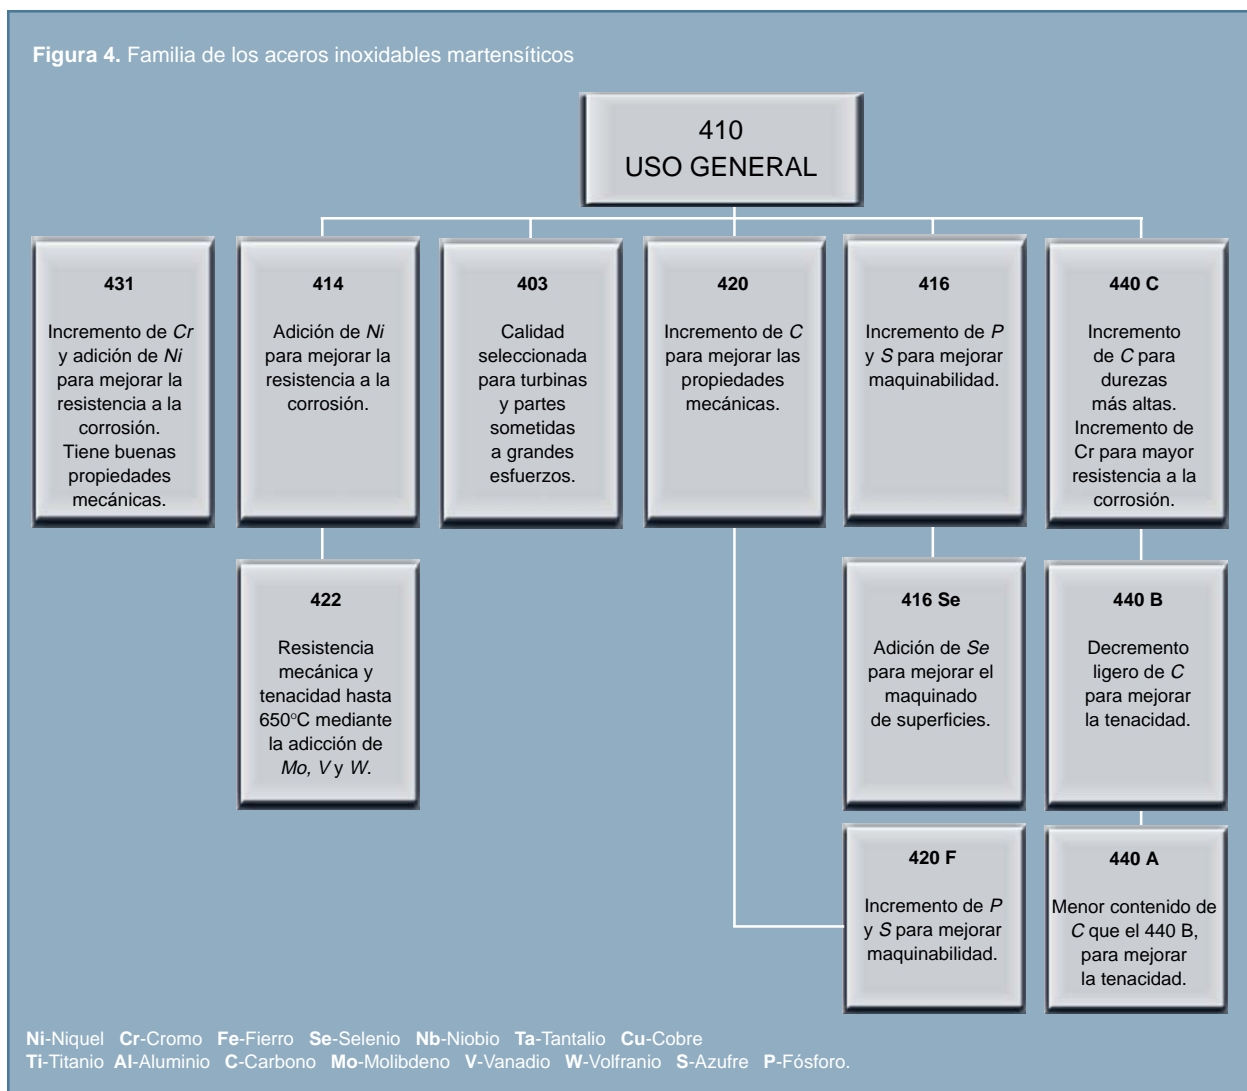 Figura 4. Familia de los aceros inoxidables martensíticos
410
USO GENERAL
431
Incremento de Cr
y adición de Ni
para mejorar la
resistencia a la
corrosión.
Tiene buenas
propiedades
mecánicas.
414
Adición de Ni
para mejorar la
resistencia a la
corrosión.
403
Calidad
seleccionada
para turbinas
y partes
sometidas
a grandes
esfuerzos.
420
Incremento de C
para mejorar las
propiedades
mecánicas.
416
Incremento de P
y S para mejorar
maquinabilidad.
440 C
Incremento
de C para
durezas
más altas.
Incremento de
Cr para mayor
resistencia a la
corrosión.
422
Resistencia
mecánica y
tenacidad hasta
650°C mediante
la adicción de
Mo, V y W.
416 Se
Adición de Se
para mejorar el
maquinado
de superficies.
440 B
Decremento
ligero de C
para mejorar
la tenacidad.
420 F
Incremento de P
y S para mejorar
maquinabilidad.
440 A
Menor contenido de
C que el 440 B,
para mejorar
la tenacidad.
Ni-Niquel Cr-Cromo Fe-Fierro Se-Selenio Nb-Niobio Ta-Tantalio Cu-Cobre
Ti-Titanio Al-Aluminio C-Carbono Mo-Molibdeno V-Vanadio W-Volfranio S-Azufre P-Fósforo.